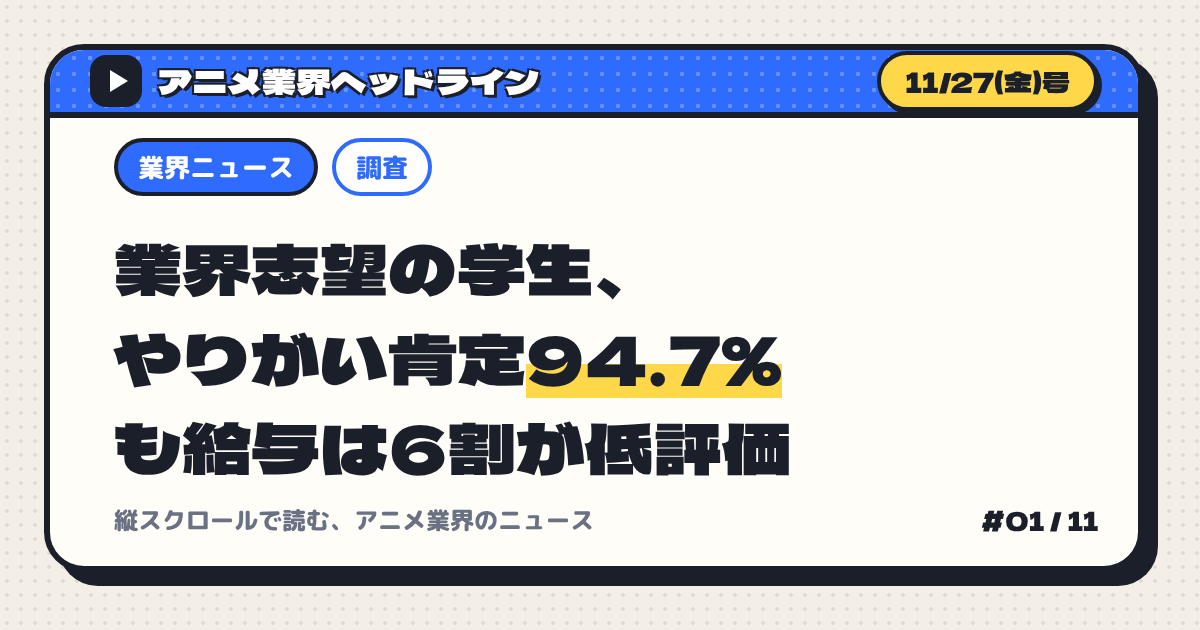 アニメ業界ヘッドライン
11/27(金)号
業界ニュース
調査
業界志望の学生、
やりがい肯定94.7%
も給与は6割が低評価
縦スクロールで読む、アニメ業界のニュース
#01 / 11